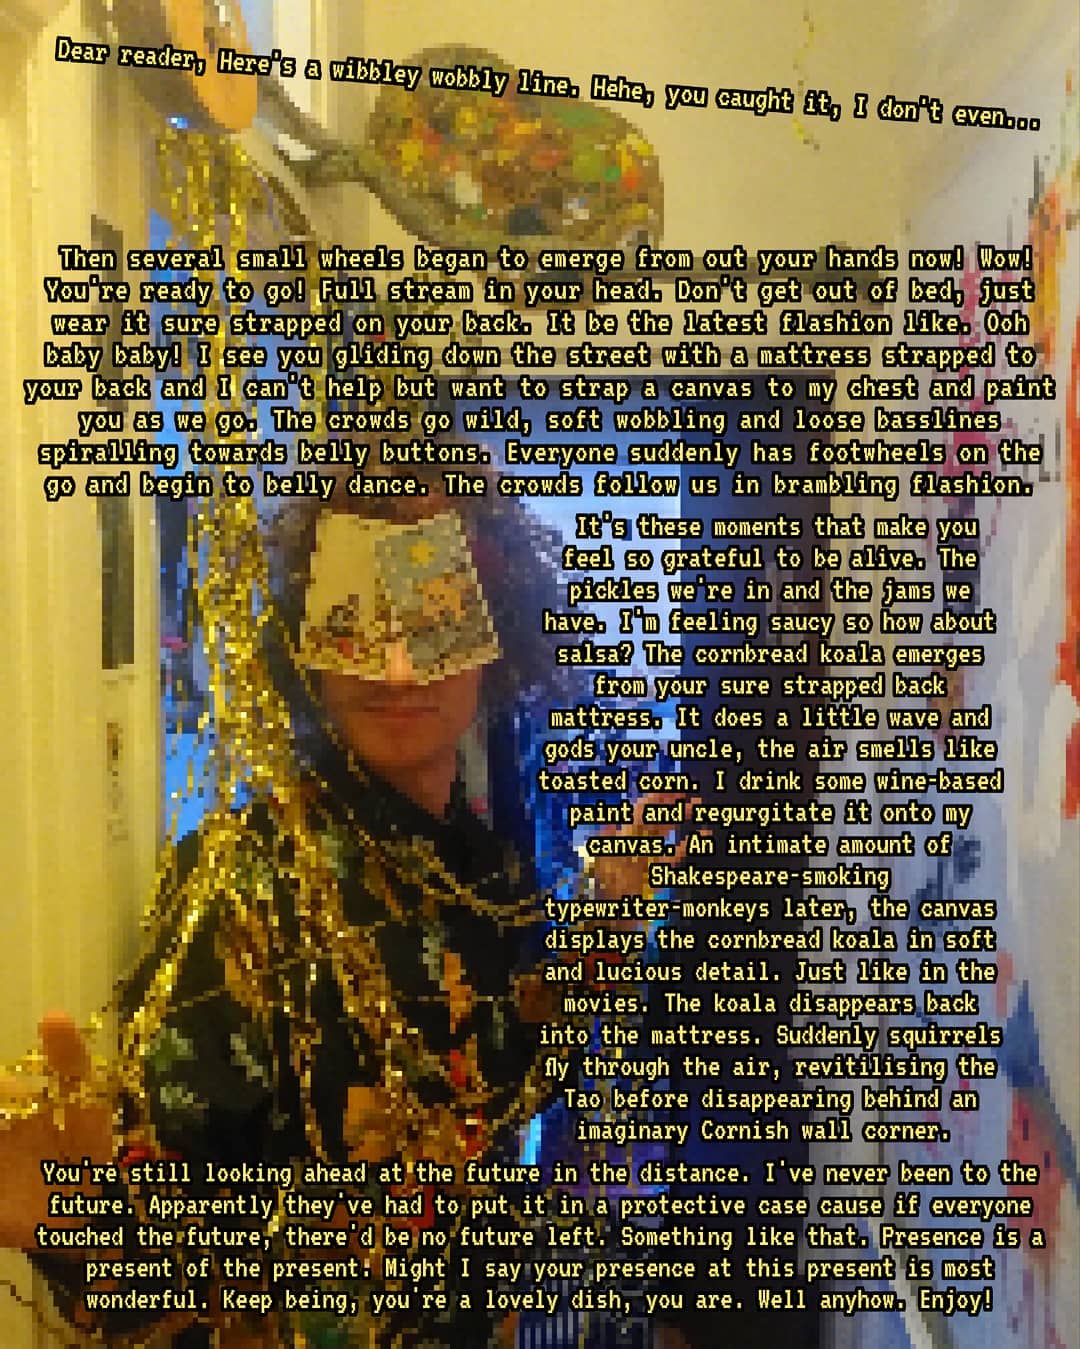 Dear reader, Here's a wibbley wobbly line. Hehe, you caught it, I don't even...
Then several small wheels began to emerge from out your hands now! Wow!
You're ready to go! Full stream in your head. Don't get out of bed, just
wear it sure strapped on your back. It be the latest flashion like. Ooh
baby baby! I see you gliding down the street with a mattress strapped to
your back and I can't help but want to strap a canvas to my chest and paint
you as we go. The crowds go wild, soft wobbling and loose basslines
spiralling towards belly buttons. Everyone suddenly has footwheels on the
go and begin to belly dance. The crowds follow us in brambling flashion.
It's these moments that make you
feel so grateful to be alive. The
pickles we're in and the jams we
have. I'm feeling saucy so how about
salsa? The cornbread koala emerges
from your sure strapped back
mattress. It does a little wave and
gods your uncle, the air smells like
toasted corn. I drink some wine-based
paint and regurgitate it onto my
canvas. An intimate amount of
Shakespeare-smoking
typewriter-monkeys later, the canvas
displays the cornbread koala in soft
and lucious detail. Just like in the
movies. The koala disappears back
into the mattress. Suddenly squirrels
fly through the air, revitilising the
Tao before disappearing behind an
imaginary Cornish wall corner.
You're still looking ahead at the future in the distance. I've never been to the
future. Apparently they've had to put it in a protective case cause if everyone
touched the future, there'd be no future left. Something like that. Presence is a
present of the present. Might I say your presence at this present is most
wonderful. Keep being, you're a lovely dish, you are. Well anyhow. Enjoy!